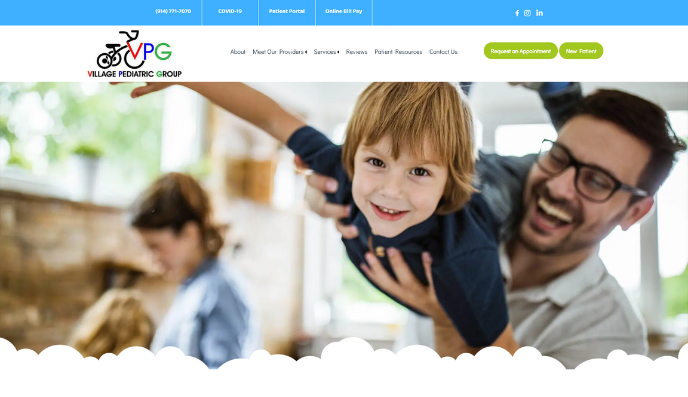 (314) 771-7070
COVID-19
Patient Portal
Online Bill Pay
VPG
VILLAGE PEDIATRIC GROUP
About
Meet Our Providers
Services
Reviews
Patient Resources
Contact Us
Request an Appointment
New Patient